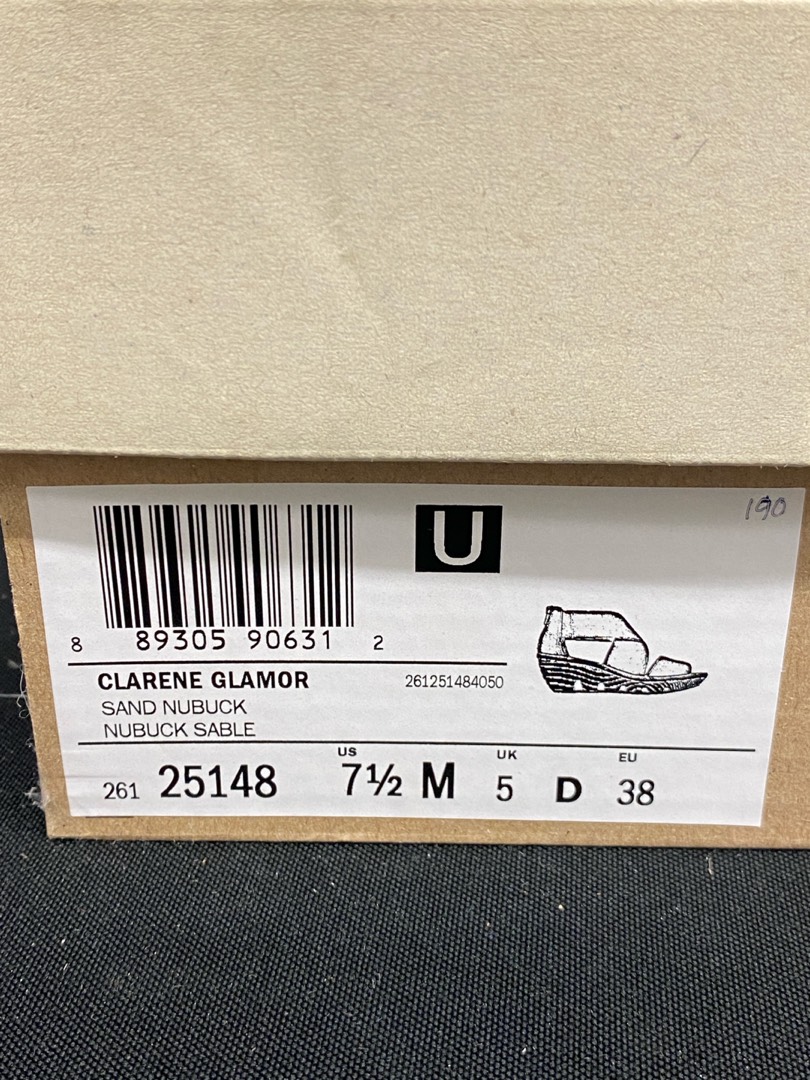 190
U
8 89305 90631 2
CLARENE GLAMOR 261251484050
SAND NUBUCK
NUBUCK SABLE
US UK EU
261 25148 7½ M 5 D 38